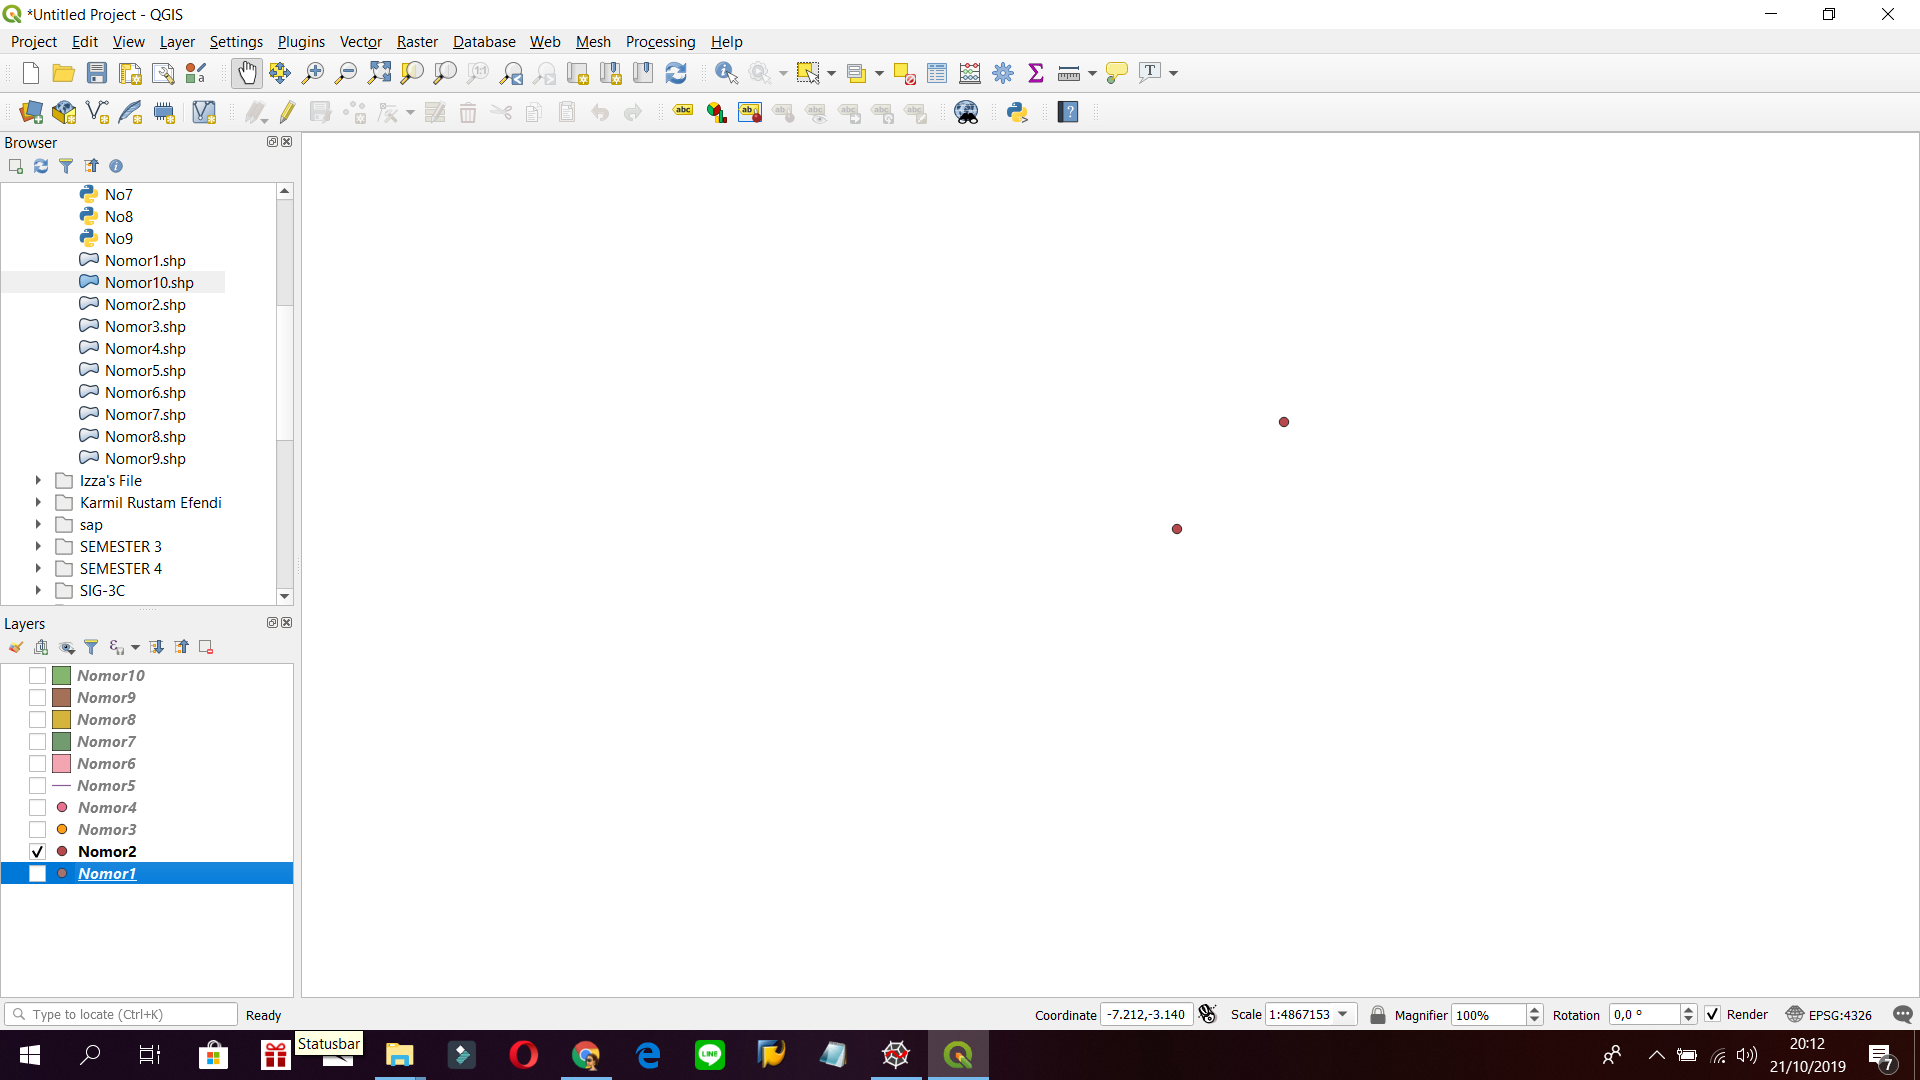 *Untitled Project - QGIS
Project Edit View Layer Settings Plugins Vector Raster Database Web Mesh Processing Help
Browser
No7
No8
No9
Nomor1.shp
Nomor10.shp
Nomor2.shp
Nomor3.shp
Nomor4.shp
Nomor5.shp
Nomor6.shp
Nomor7.shp
Nomor8.shp
Nomor9.shp
Izza's File
Karmil Rustam Efendi
sap
SEMESTER 3
SEMESTER 4
SIG-3C
Layers
Nomor10
Nomor9
Nomor8
Nomor7
Nomor6
Nomor5
Nomor4
Nomor3
Nomor2
Nomor1
Type to locate (Ctrl+K) Ready Coordinate -7.212,-3.140 Scale 1:4867153 Magnifier 100% Rotation 0,0 ° Render EPSG:4326
Statusbar
LINE
20:12
21/10/2019
7